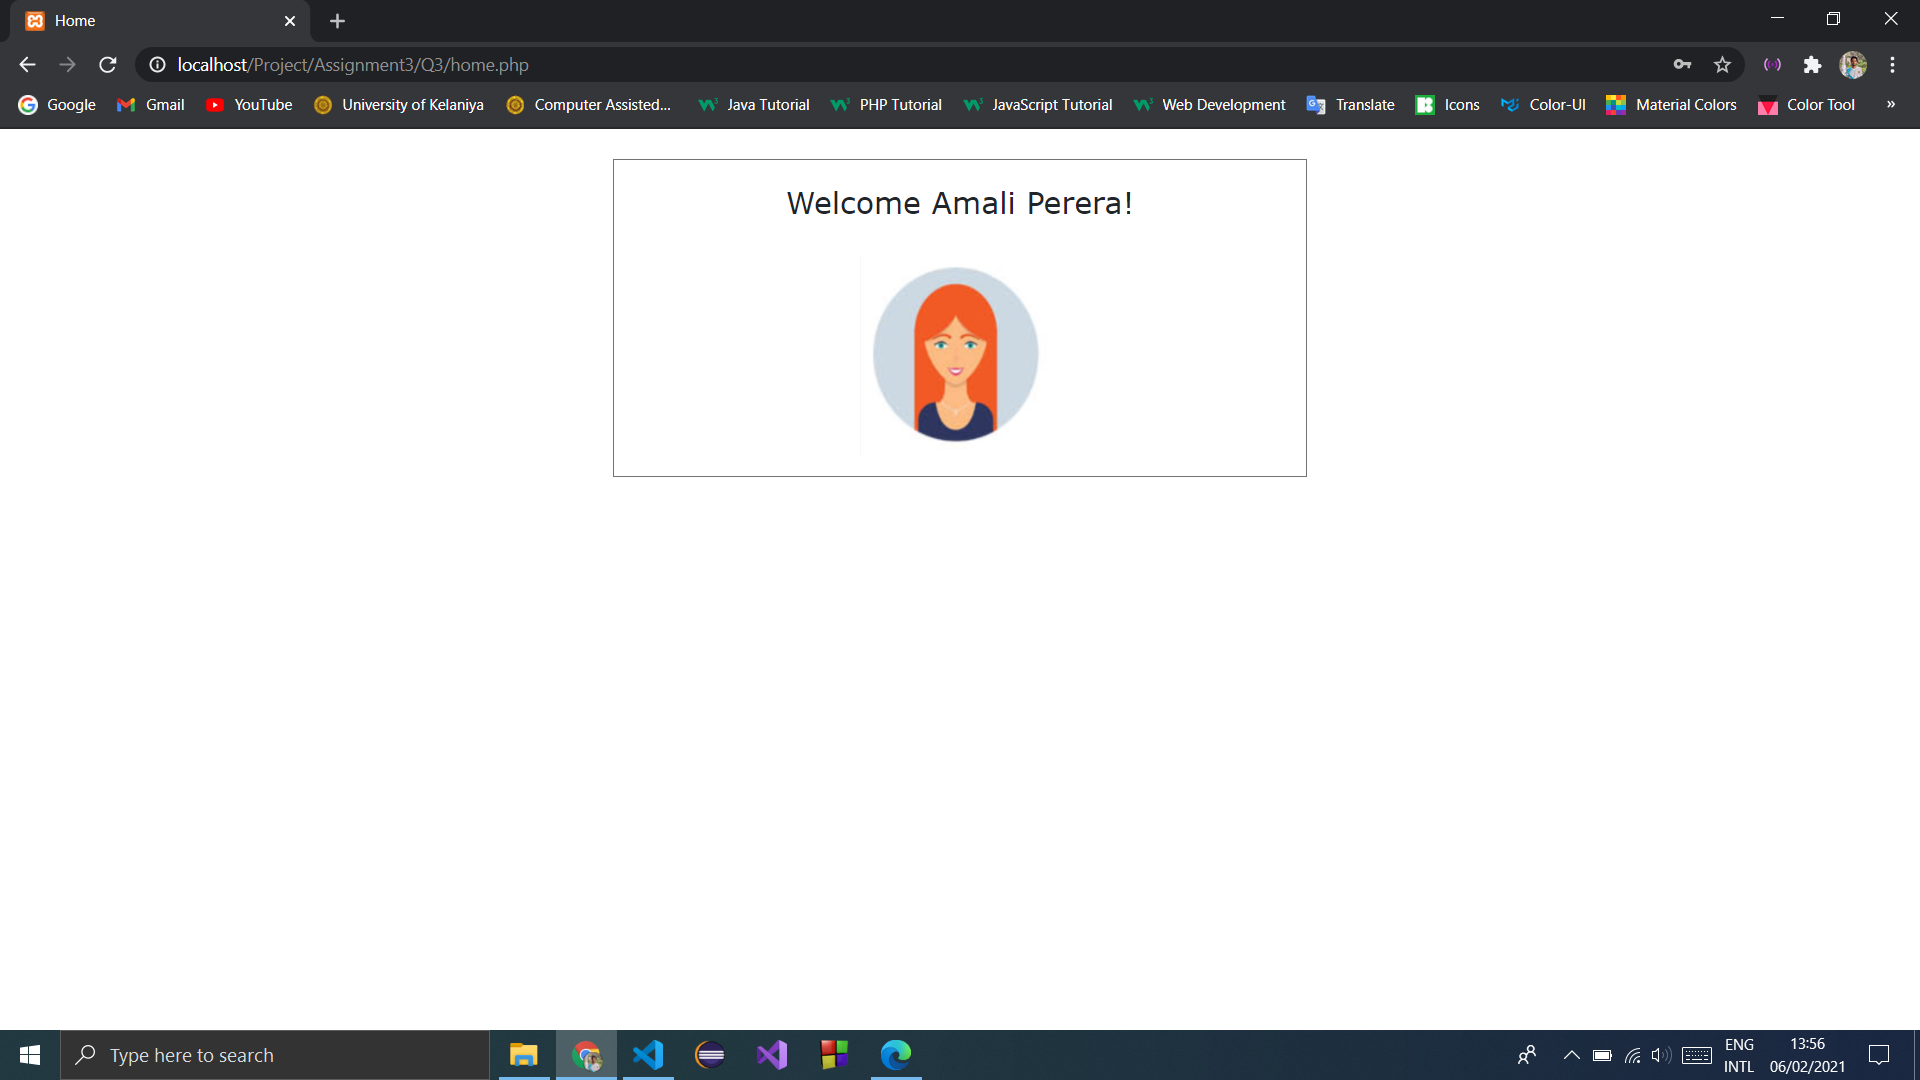 Home
localhost/Project/Assignment3/Q3/home.php
Google Gmail YouTube University of Kelaniya Computer Assisted... Java Tutorial PHP Tutorial JavaScript Tutorial Web Development Translate Icons Color-UI Material Colors Color Tool »
Welcome Amali Perera!
Type here to search
ENG
INTL
13:56
06/02/2021